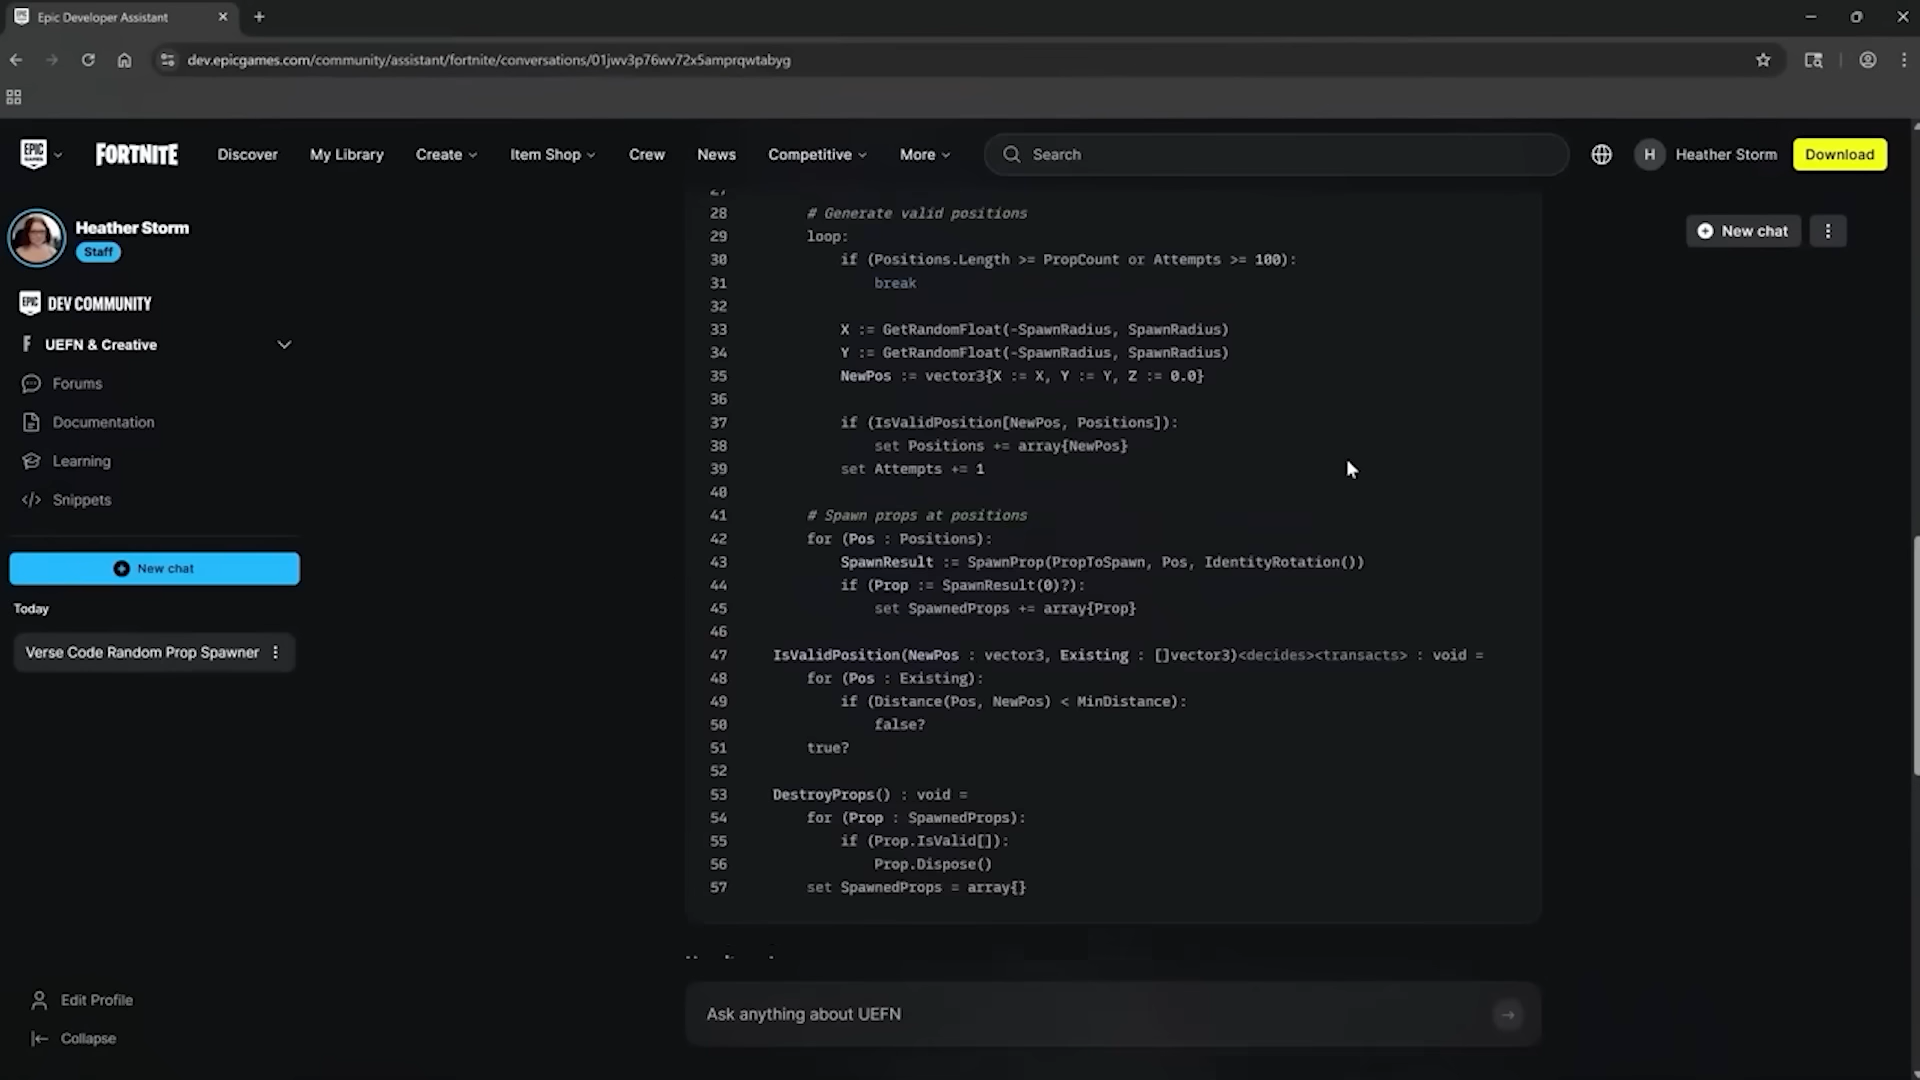 Epic Developer Assistant
dev.epicgames.com/community/assistant/fortnite/conversations/01jwv3p76wv72x5amprqwtabyg
EPIC GAMES
FORTNITE
Discover
My Library
Create
Item Shop
Crew
News
Competitive
More
Search
H
Heather Storm
Download
Heather Storm
Staff
EPIC DEV COMMUNITY
UEFN & Creative
Forums
Documentation
Learning
Snippets
New chat
Today
Verse Code Random Prop Spawner
Edit Profile
Collapse
New chat
27
28 # Generate valid positions
29 loop:
30 if (Positions.Length >= PropCount or Attempts >= 100):
31 break
32
33 X := GetRandomFloat(-SpawnRadius, SpawnRadius)
34 Y := GetRandomFloat(-SpawnRadius, SpawnRadius)
35 NewPos := vector3{X := X, Y := Y, Z := 0.0}
36
37 if (IsValidPosition[NewPos, Positions]):
38 set Positions += array{NewPos}
39 set Attempts += 1
40
41 # Spawn props at positions
42 for (Pos : Positions):
43 SpawnResult := SpawnProp(PropToSpawn, Pos, IdentityRotation())
44 if (Prop := SpawnResult(0)?):
45 set SpawnedProps += array{Prop}
46
47 IsValidPosition(NewPos : vector3, Existing : []vector3)<decides><transacts> : void =
48 for (Pos : Existing):
49 if (Distance(Pos, NewPos) < MinDistance):
50 false?
51 true?
52
53 DestroyProps() : void =
54 for (Prop : SpawnedProps):
55 if (Prop.IsValid[]):
56 Prop.Dispose()
57 set SpawnedProps = array{}
Ask anything about UEFN